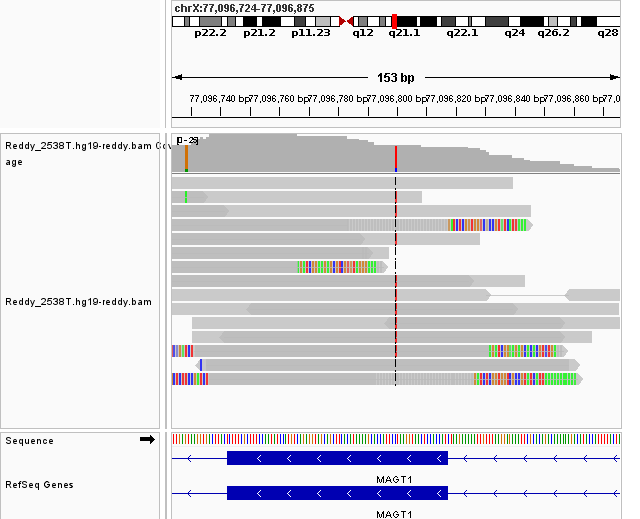 chrX:77,096,724-77,096,875
p22.2 p21.2 p11.23 q12 q21.1 q22.1 q24 q26.2 q28
153 bp
77,096,740 bp 77,096,760 bp 77,096,780 bp 77,096,800 bp 77,096,820 bp 77,096,840 bp 77,096,860 bp 77,0
Reddy_2538T.hg19-reddy.bam Cov
age
Reddy_2538T.hg19-reddy.bam
Sequence
RefSeq Genes
MAGT1
MAGT1